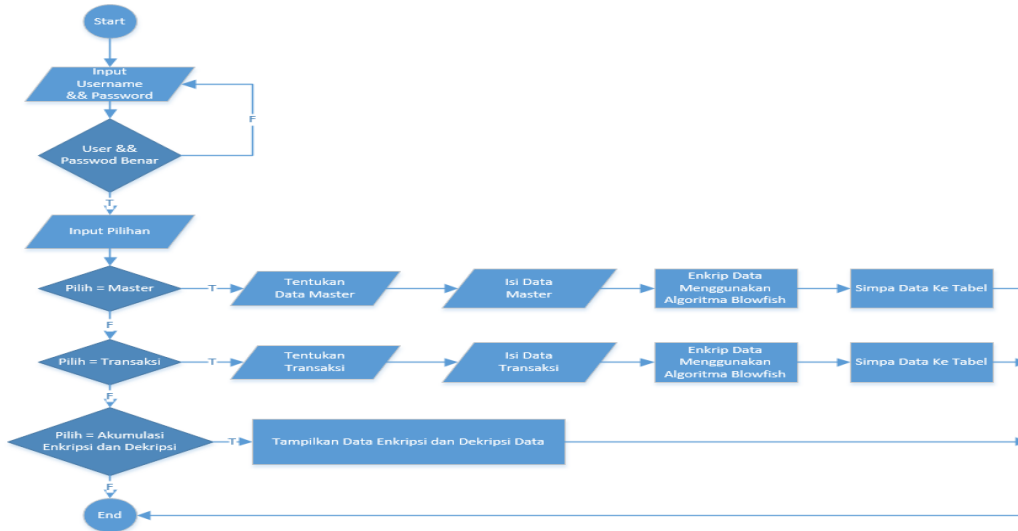 Start
Input
Username
&& Password
F
User &&
Passwod Benar
T
Input Pilihan
Pilih = Master
T
Tentukan
Data Master
Isi Data
Master
Enkrip Data
Menggunakan
Algoritma Blowfish
Simpa Data Ke Tabel
F
Pilih = Transaksi
T
Tentukan
Transaksi
Isi Data
Transaksi
Enkrip Data
Menggunakan
Algoritma Blowfish
Simpa Data Ke Tabel
F
Pilih = Akumulasi
Enkripsi dan Dekripsi
T
Tampilkan Data Enkripsi dan Dekripsi Data
F
End